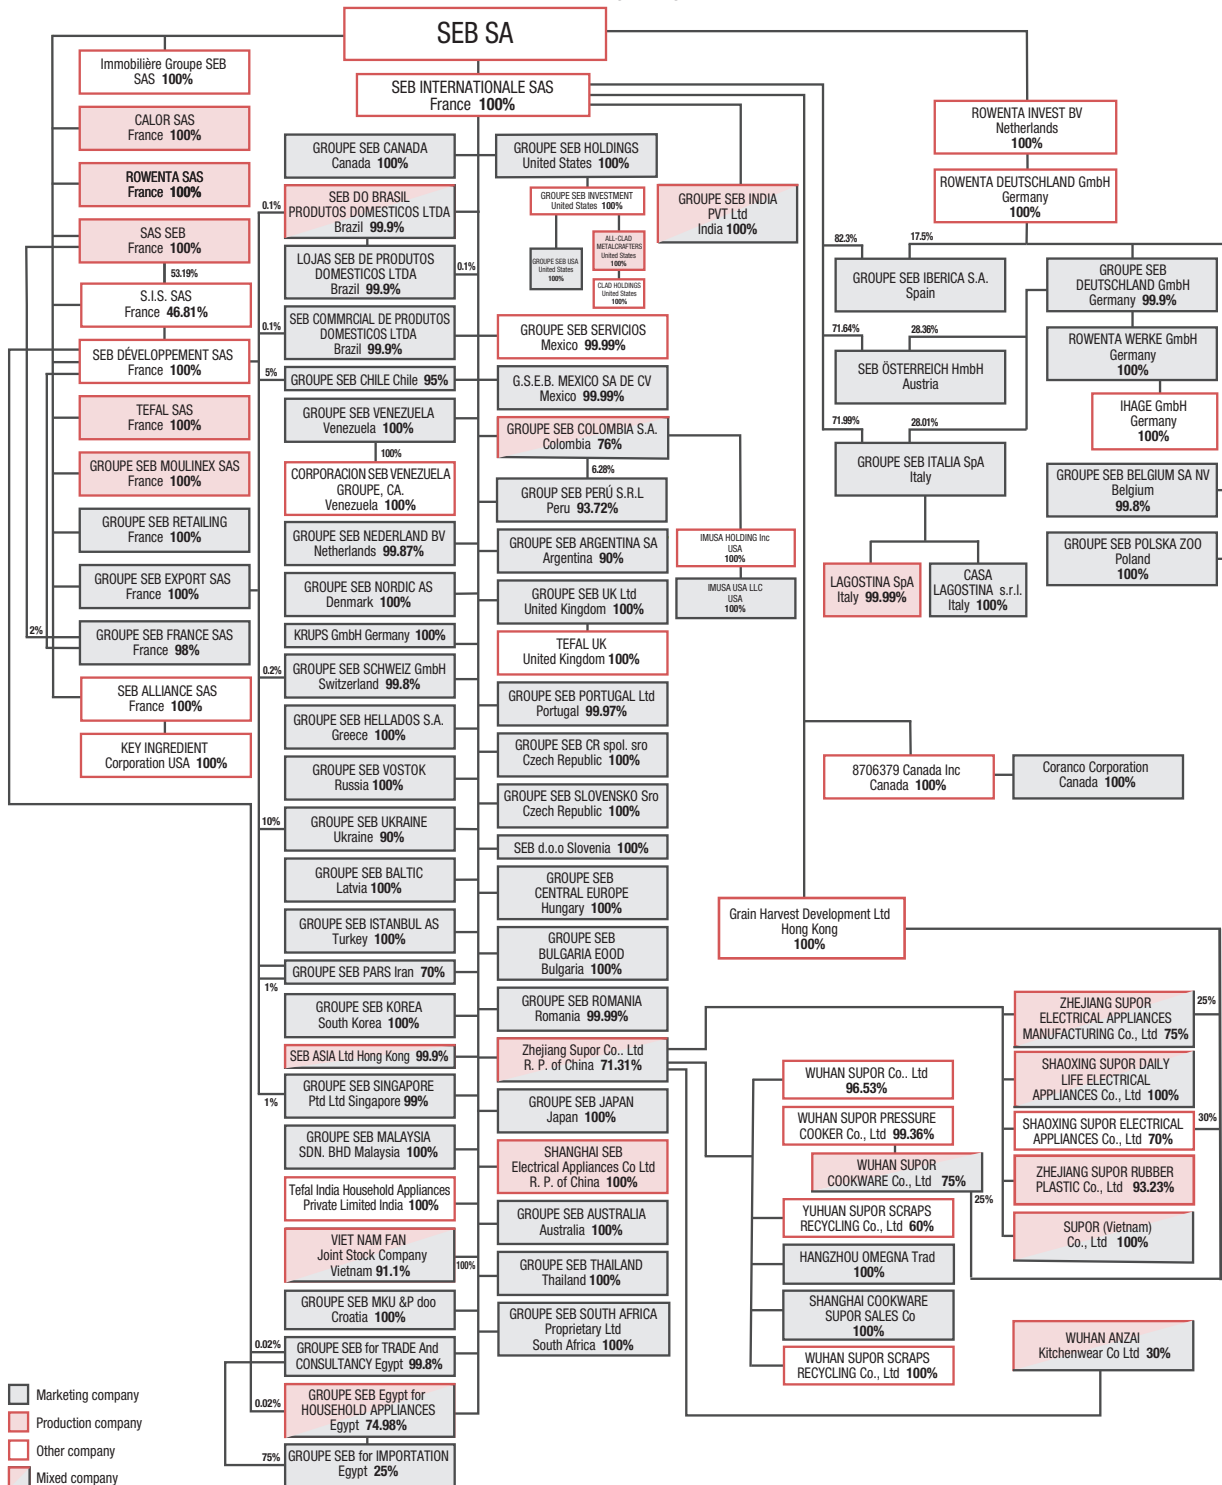 SEB SA
Immobilière Groupe SEB
SAS 100%
CALOR SAS
France 100%
ROWENTA SAS
France 100%
SAS SEB
France 100%
53.19%
S.I.S. SAS
France 46.81%
SEB DÉVELOPPEMENT SAS
France 100%
TEFAL SAS
France 100%
GROUPE SEB MOULINEX SAS
France 100%
GROUPE SEB RETAILING
France 100%
GROUPE SEB EXPORT SAS
France 100%
2%
GROUPE SEB FRANCE SAS
France 98%
SEB ALLIANCE SAS
France 100%
KEY INGREDIENT
Corporation USA 100%
SEB INTERNATIONALE SAS
France 100%
GROUPE SEB CANADA
Canada 100%
0.1%
SEB DO BRASIL
PRODUTOS DOMESTICOS LTDA
Brazil 99.9%
LOJAS SEB DE PRODUTOS
DOMESTICOS LTDA
Brazil 99.9%
0.1%
0.1%
SEB COMMRCIAL DE PRODUTOS
DOMESTICOS LTDA
Brazil 99.9%
5%
GROUPE SEB CHILE Chile 95%
GROUPE SEB VENEZUELA
Venezuela 100%
100%
CORPORACION SEB VENEZUELA
GROUPE, CA.
Venezuela 100%
GROUPE SEB NEDERLAND BV
Netherlands 99.87%
GROUPE SEB NORDIC AS
Denmark 100%
KRUPS GmbH Germany 100%
0.2%
GROUPE SEB SCHWEIZ GmbH
Switzerland 99.8%
GROUPE SEB HELLADOS S.A.
Greece 100%
GROUPE SEB VOSTOK
Russia 100%
10%
GROUPE SEB UKRAINE
Ukraine 90%
GROUPE SEB BALTIC
Latvia 100%
GROUPE SEB ISTANBUL AS
Turkey 100%
GROUPE SEB PARS Iran 70%
1%
GROUPE SEB KOREA
South Korea 100%
SEB ASIA Ltd Hong Kong 99.9%
1%
GROUPE SEB SINGAPORE
Ptd Ltd Singapore 99%
GROUPE SEB MALAYSIA
SDN. BHD Malaysia 100%
Tefal India Household Appliances
Private Limited India 100%
VIET NAM FAN
Joint Stock Company
Vietnam 91.1%
100%
GROUPE SEB MKU &P doo
Croatia 100%
0.02%
GROUPE SEB for TRADE And
CONSULTANCY Egypt 99.8%
0.02%
GROUPE SEB Egypt for
HOUSEHOLD APPLIANCES
Egypt 74.98%
75%
GROUPE SEB for IMPORTATION
Egypt 25%
GROUPE SEB HOLDINGS
United States 100%
GROUPE SEB INVESTMENT
United States 100%
GROUPE SEB USA
United States
100%
ALL-CLAD
METALCRAFTERS
United States
100%
CLAD HOLDINGS
United States
100%
GROUPE SEB SERVICIOS
Mexico 99.99%
G.S.E.B. MEXICO SA DE CV
Mexico 99.99%
GROUPE SEB COLOMBIA S.A.
Colombia 76%
6.28%
GROUP SEB PERÚ S.R.L
Peru 93.72%
GROUPE SEB ARGENTINA SA
Argentina 90%
GROUPE SEB UK Ltd
United Kingdom 100%
TEFAL UK
United Kingdom 100%
GROUPE SEB PORTUGAL Ltd
Portugal 99.97%
GROUPE SEB CR spol. sro
Czech Republic 100%
GROUPE SEB SLOVENSKO Sro
Czech Republic 100%
SEB d.o.o Slovenia 100%
GROUPE SEB
CENTRAL EUROPE
Hungary 100%
GROUPE SEB
BULGARIA EOOD
Bulgaria 100%
GROUPE SEB ROMANIA
Romania 99.99%
Zhejiang Supor Co.. Ltd
R. P. of China 71.31%
GROUPE SEB JAPAN
Japan 100%
SHANGHAI SEB
Electrical Appliances Co Ltd
R. P. of China 100%
GROUPE SEB AUSTRALIA
Australia 100%
GROUPE SEB THAILAND
Thailand 100%
GROUPE SEB SOUTH AFRICA
Proprietary Ltd
South Africa 100%
GROUPE SEB INDIA
PVT Ltd
India 100%
IMUSA HOLDING Inc
USA
100%
IMUSA USA LLC
USA
100%
ROWENTA INVEST BV
Netherlands
100%
ROWENTA DEUTSCHLAND GmbH
Germany
100%
82.3%
17.5%
GROUPE SEB IBERICA S.A.
Spain
71.64%
28.36%
SEB ÖSTERREICH HmbH
Austria
71.99%
28.01%
GROUPE SEB ITALIA SpA
Italy
LAGOSTINA SpA
Italy 99.99%
CASA
LAGOSTINA s.r.l.
Italy 100%
GROUPE SEB
DEUTSCHLAND GmbH
Germany 99.9%
ROWENTA WERKE GmbH
Germany
100%
IHAGE GmbH
Germany
100%
GROUPE SEB BELGIUM SA NV
Belgium
99.8%
GROUPE SEB POLSKA ZOO
Poland
100%
8706379 Canada Inc
Canada 100%
Coranco Corporation
Canada 100%
Grain Harvest Development Ltd
Hong Kong
100%
WUHAN SUPOR Co.. Ltd
96.53%
WUHAN SUPOR PRESSURE
COOKER Co., Ltd 99.36%
WUHAN SUPOR
COOKWARE Co., Ltd 75%
25%
YUHUAN SUPOR SCRAPS
RECYCLING Co., Ltd 60%
HANGZHOU OMEGNA Trad
100%
SHANGHAI COOKWARE
SUPOR SALES Co
100%
WUHAN SUPOR SCRAPS
RECYCLING Co., Ltd 100%
ZHEJIANG SUPOR
ELECTRICAL APPLIANCES
MANUFACTURING Co., Ltd 75%
25%
SHAOXING SUPOR DAILY
LIFE ELECTRICAL
APPLIANCES Co., Ltd 100%
SHAOXING SUPOR ELECTRICAL
APPLIANCES Co., Ltd 70%
30%
ZHEJIANG SUPOR RUBBER
PLASTIC Co., Ltd 93.23%
SUPOR (Vietnam)
Co., Ltd 100%
WUHAN ANZAI
Kitchenwear Co Ltd 30%
Marketing company
Production company
Other company
Mixed company